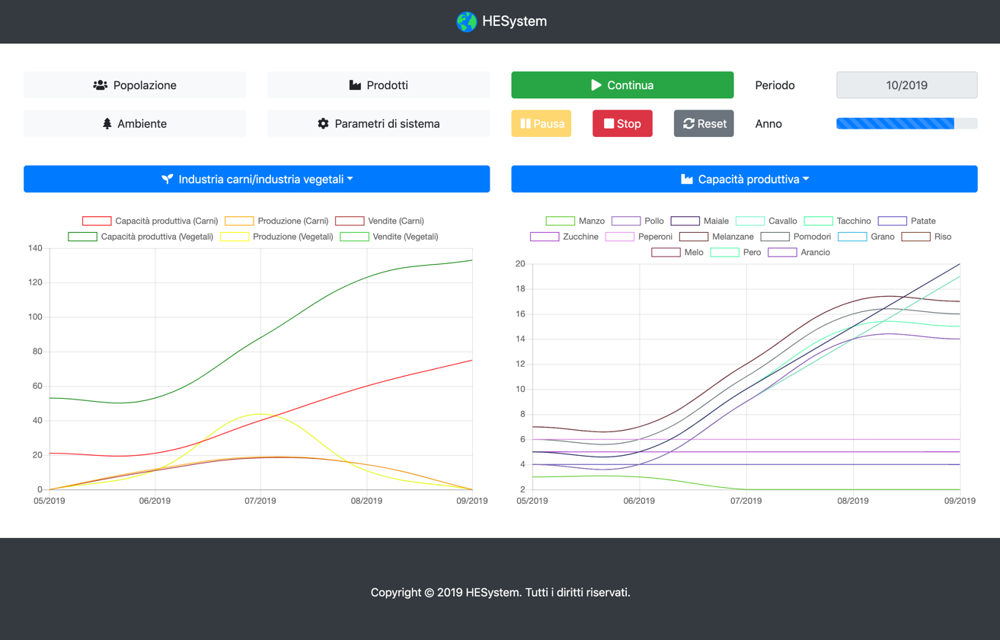 HESystem
Popolazione
Prodotti
Continua
Periodo
10/2019
Ambiente
Parametri di sistema
Pausa
Stop
Reset
Anno
Industria carni/industria vegetali
Capacità produttiva
Capacità produttiva (Carni) Produzione (Carni) Vendite (Carni)
Capacità produttiva (Vegetali) Produzione (Vegetali) Vendite (Vegetali)
140
120
100
80
60
40
20
0
05/2019 06/2019 07/2019 08/2019 09/2019
Manzo Pollo Maiale Cavallo Tacchino Patate
Zucchine Peperoni Melanzane Pomodori Grano Riso
Melo Pero Arancio
20
18
16
14
12
10
8
6
4
2
05/2019 06/2019 07/2019 08/2019 09/2019
Copyright © 2019 HESystem. Tutti i diritti riservati.